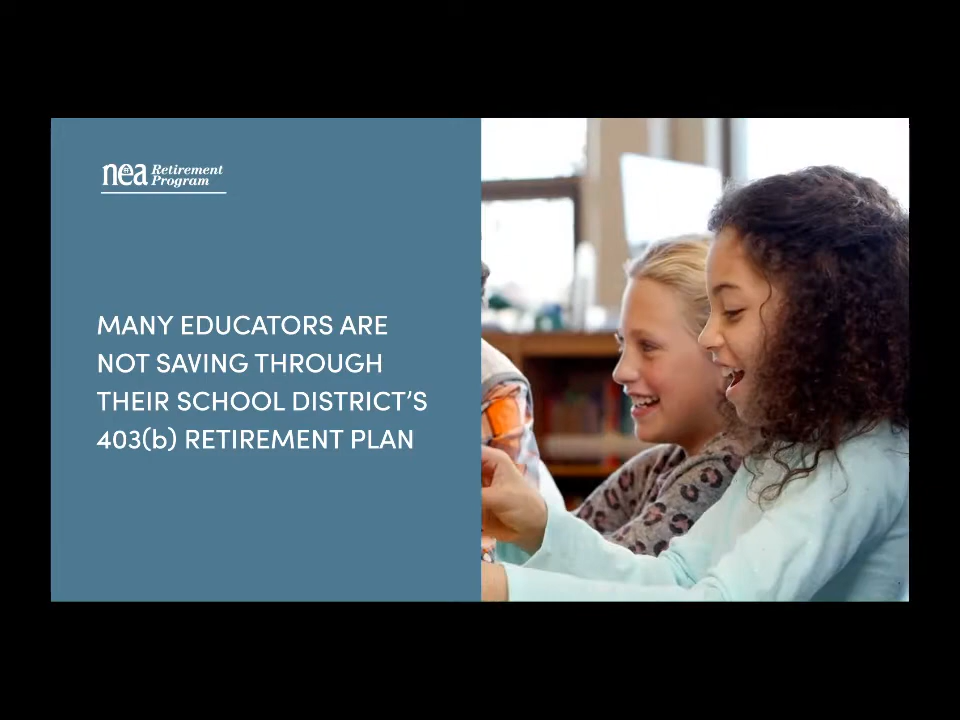 nea Retirement
Program
MANY EDUCATORS ARE
NOT SAVING THROUGH
THEIR SCHOOL DISTRICT'S
403(b) RETIREMENT PLAN